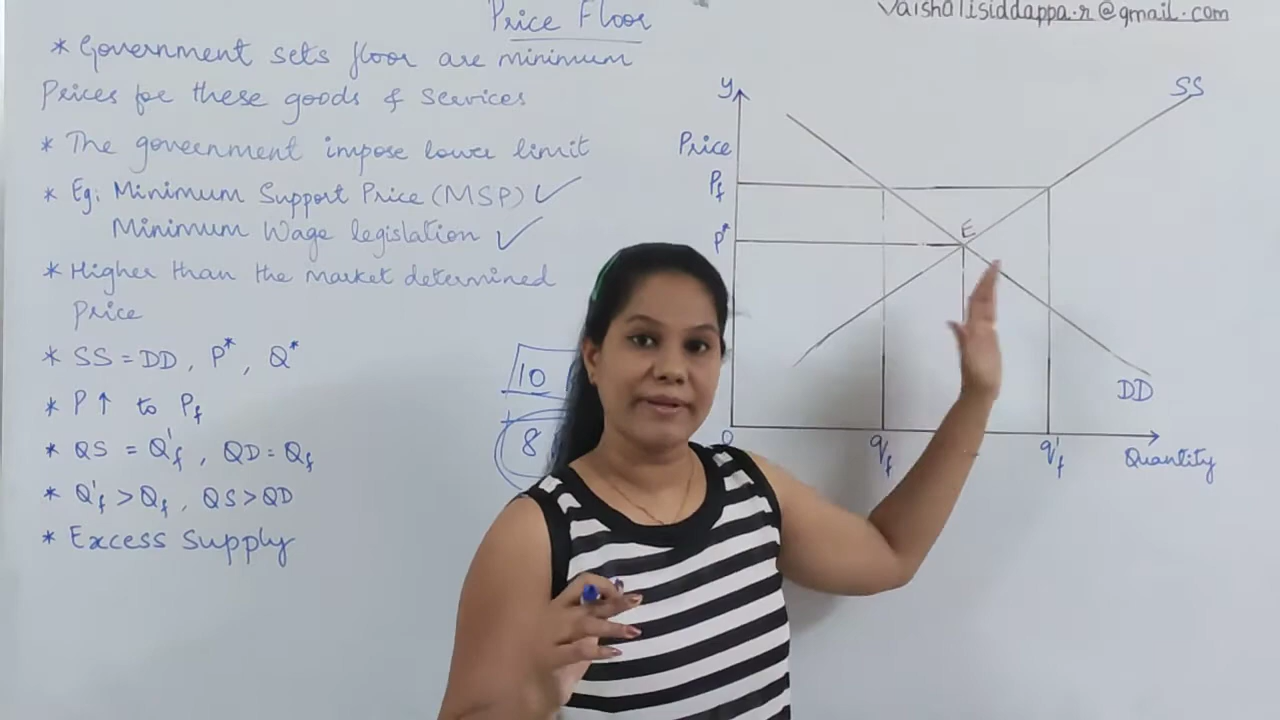 Price Floor
Vaishalisiddappa.r@gmail.com
* Government sets floor are minimum
Prices for these goods & services
* The government impose lower limit
* Eg: Minimum Support Price (MSP) ✓
Minimum Wage legislation ✓
* Higher than the market determined
Price
* SS = DD, P*, Q*
* P ↑ to Pf
* QS = Q'f, QD = Qf
* Q'f > Qf, QS > QD
* Excess Supply
10
8
y
SS
Price
Pf
E
P*
DD
0
qf
q'f
Quantity